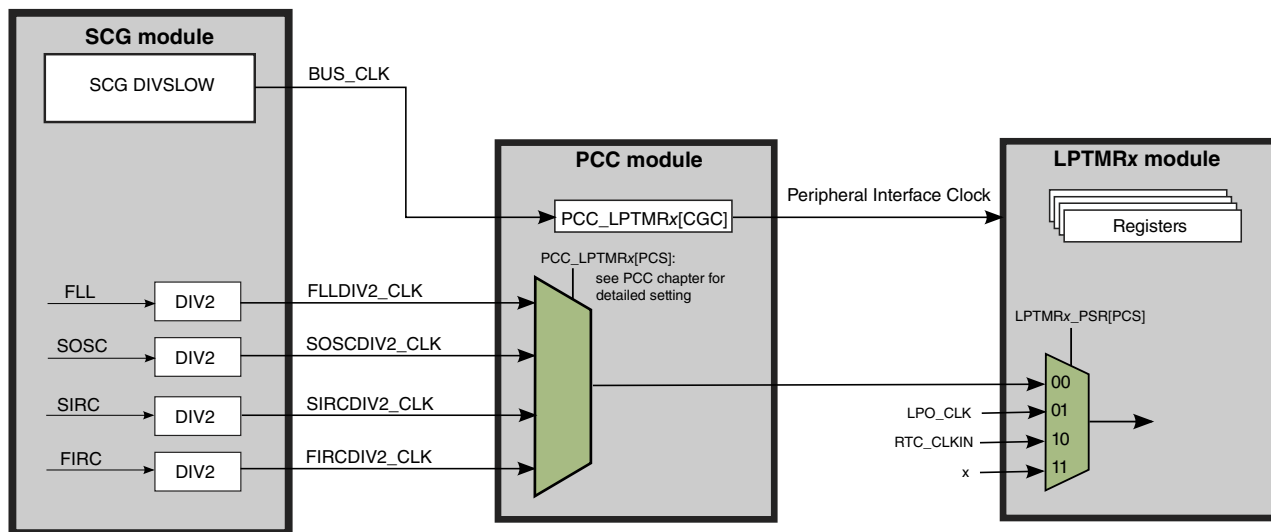 SCG module
SCG DIVSLOW
BUS_CLK
PCC module
PCC_LPTMRx[CGC]
Peripheral Interface Clock
LPTMRx module
Registers
PCC_LPTMRx[PCS]:
see PCC chapter for
detailed setting
FLL
DIV2
FLLDIV2_CLK
SOSC
DIV2
SOSCDIV2_CLK
SIRC
DIV2
SIRCDIV2_CLK
FIRC
DIV2
FIRCDIV2_CLK
LPTMRx_PSR[PCS]
00
LPO_CLK
01
RTC_CLKIN
10
x
11